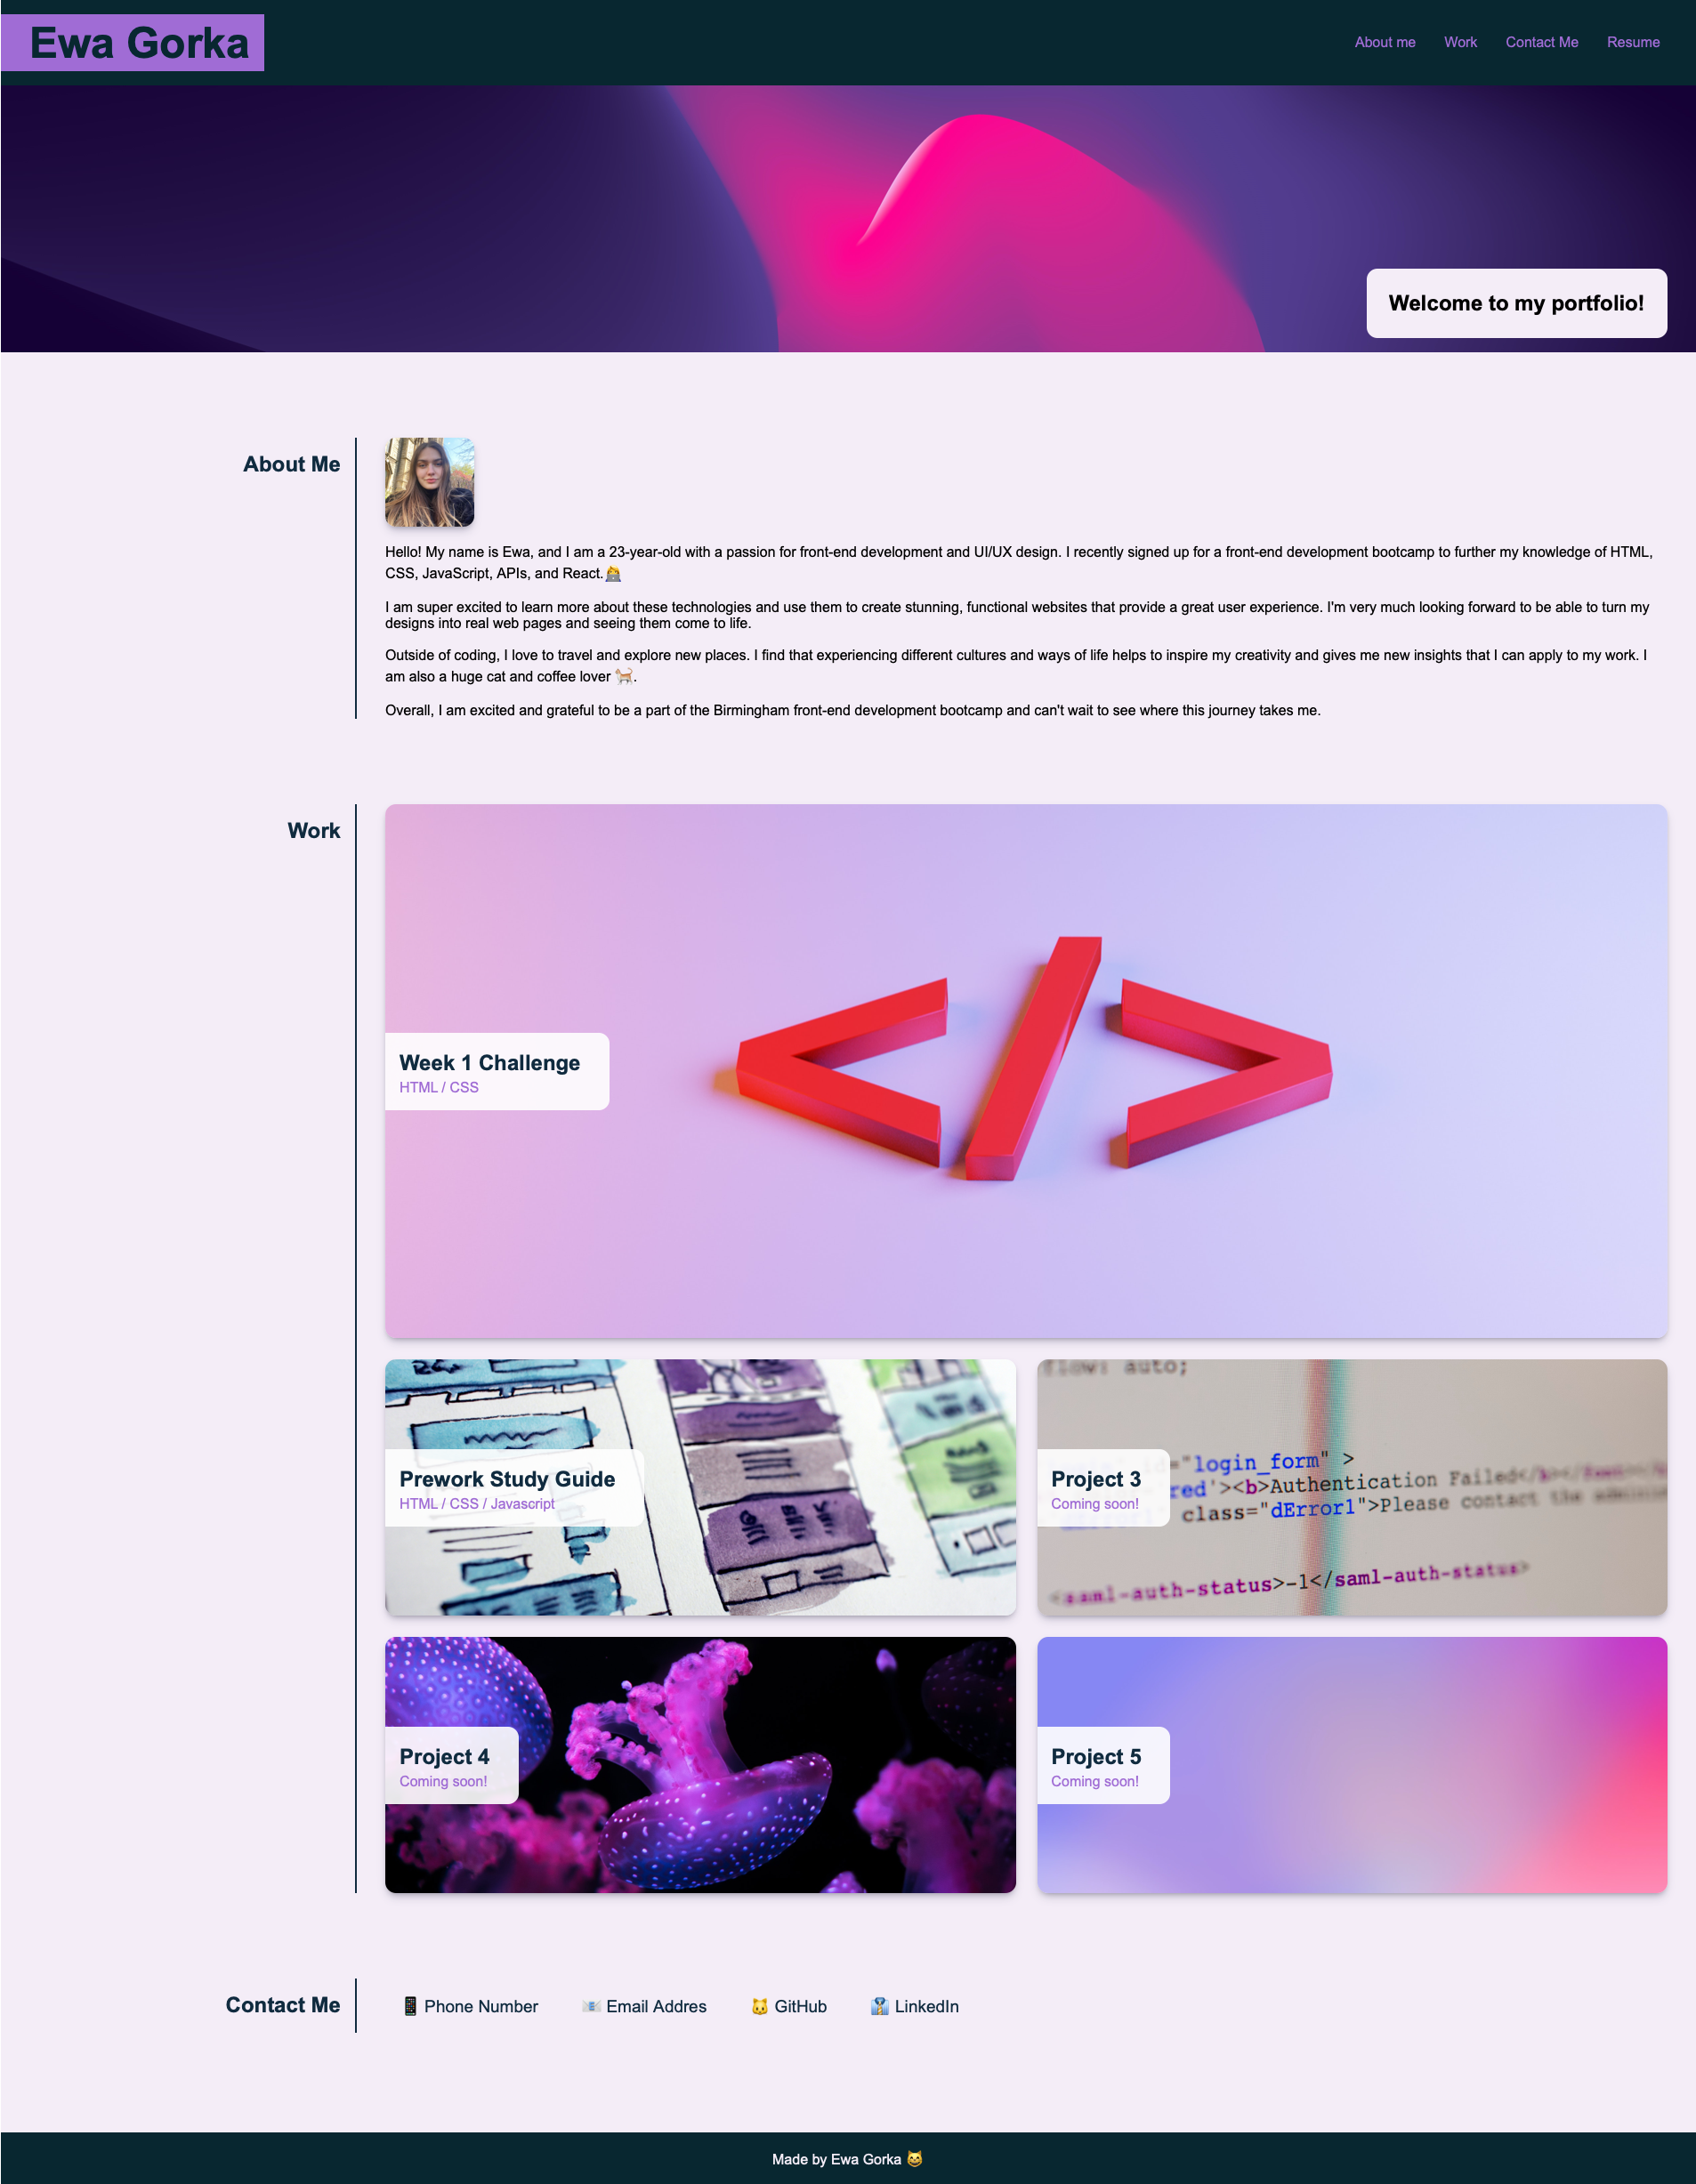 Ewa Gorka
About me Work Contact Me Resume
Welcome to my portfolio!
About Me
Hello! My name is Ewa, and I am a 23-year-old with a passion for front-end development and UI/UX design. I recently signed up for a front-end development bootcamp to further my knowledge of HTML,
CSS, JavaScript, APIs, and React.👩‍💻
I am super excited to learn more about these technologies and use them to create stunning, functional websites that provide a great user experience. I'm very much looking forward to be able to turn my
designs into real web pages and seeing them come to life.
Outside of coding, I love to travel and explore new places. I find that experiencing different cultures and ways of life helps to inspire my creativity and gives me new insights that I can apply to my work. I
am also a huge cat and coffee lover 🐈.
Overall, I am excited and grateful to be a part of the Birmingham front-end development bootcamp and can't wait to see where this journey takes me.
Work
</>
Week 1 Challenge
HTML / CSS
Prework Study Guide
HTML / CSS / Javascript
flow: auto;
"login_form" >
red'><b>Authentication Failed</b>
class="dError1">Please contact the
<saml-auth-status>-1</saml-auth-status>
Project 3
Coming soon!
Project 4
Coming soon!
Project 5
Coming soon!
Contact Me
📱 Phone Number 📧 Email Addres 🐱 GitHub 👔 LinkedIn
Made by Ewa Gorka 😺